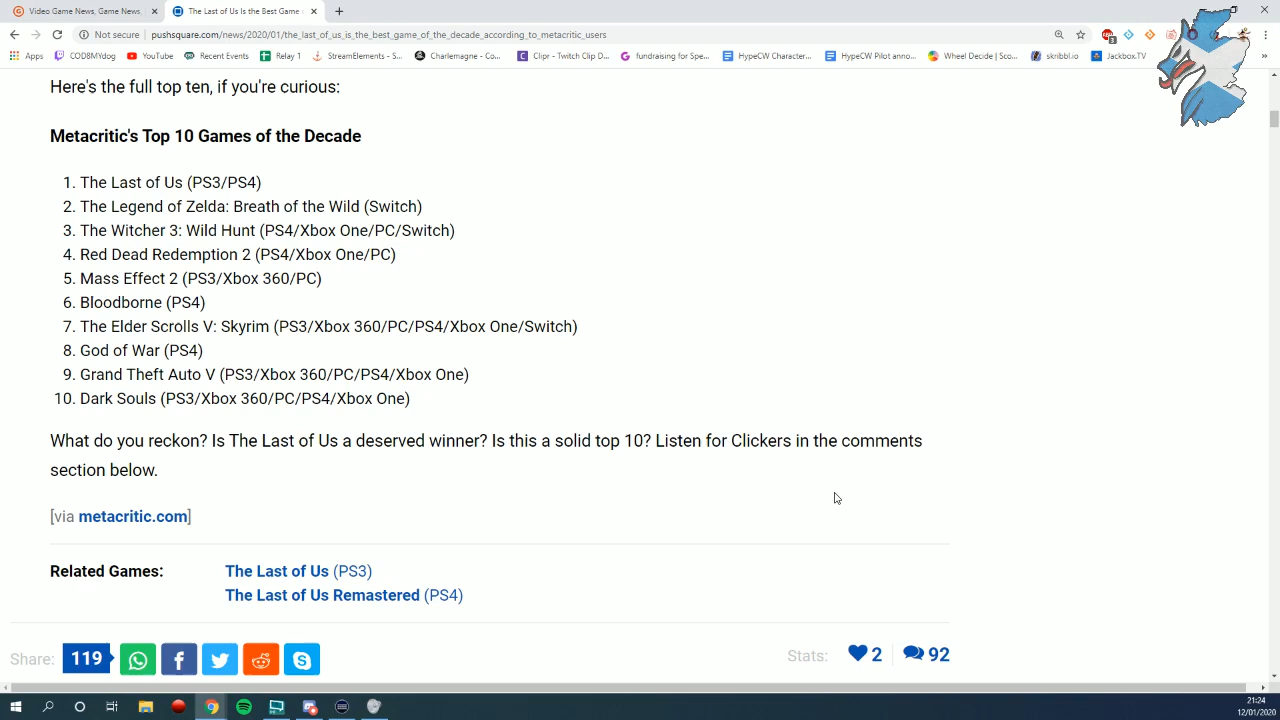 Video Game News, Game News,
The Last of Us Is the Best Game o
Not secure
pushsquare.com/news/2020/01/the_last_of_us_is_the_best_game_of_the_decade_according_to_metacritic_users
3
Apps
COD8MYdog
YouTube
Recent Events
Relay 1
StreamElements - S...
Charlemagne - Co...
Clipr - Twitch Clip D...
fundraising for Spe...
HypeCW Character...
HypeCW Pilot anno...
Wheel Decide | Sco...
skribbl.io
Jackbox.TV
Here's the full top ten, if you're curious:
Metacritic's Top 10 Games of the Decade
1. The Last of Us (PS3/PS4)
2. The Legend of Zelda: Breath of the Wild (Switch)
3. The Witcher 3: Wild Hunt (PS4/Xbox One/PC/Switch)
4. Red Dead Redemption 2 (PS4/Xbox One/PC)
5. Mass Effect 2 (PS3/Xbox 360/PC)
6. Bloodborne (PS4)
7. The Elder Scrolls V: Skyrim (PS3/Xbox 360/PC/PS4/Xbox One/Switch)
8. God of War (PS4)
9. Grand Theft Auto V (PS3/Xbox 360/PC/PS4/Xbox One)
10. Dark Souls (PS3/Xbox 360/PC/PS4/Xbox One)
What do you reckon? Is The Last of Us a deserved winner? Is this a solid top 10? Listen for Clickers in the comments
section below.
[via metacritic.com]
Related Games: The Last of Us (PS3)
The Last of Us Remastered (PS4)
Share: 119
Stats: 2 92
21:24
12/01/2020